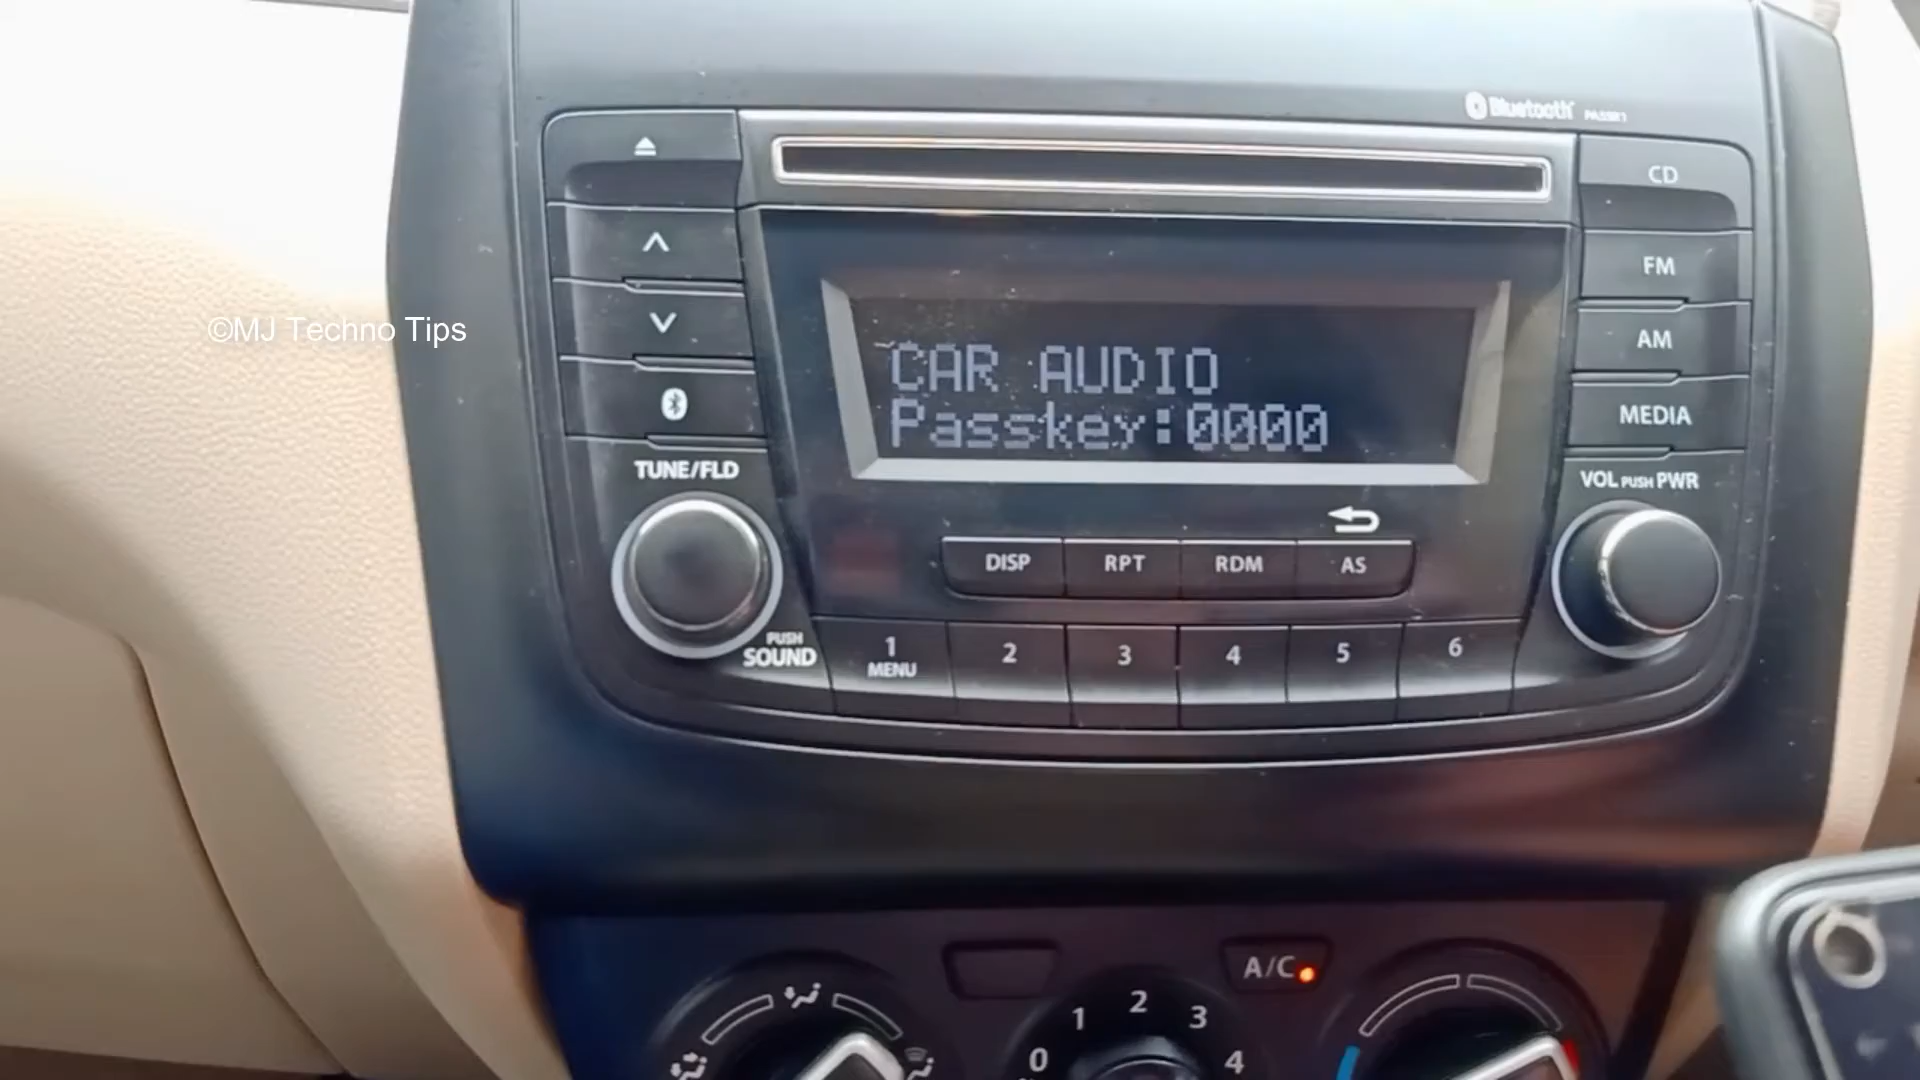 Bluetooth PASSR1
CD
FM
AM
MEDIA
©MJ Techno Tips
CAR AUDIO
Passkey:0000
TUNE/FLD
VOL PUSH PWR
DISP
RPT
RDM
AS
PUSH
SOUND
1
MENU
2
3
4
5
6
A/C
0
1
2
3
4